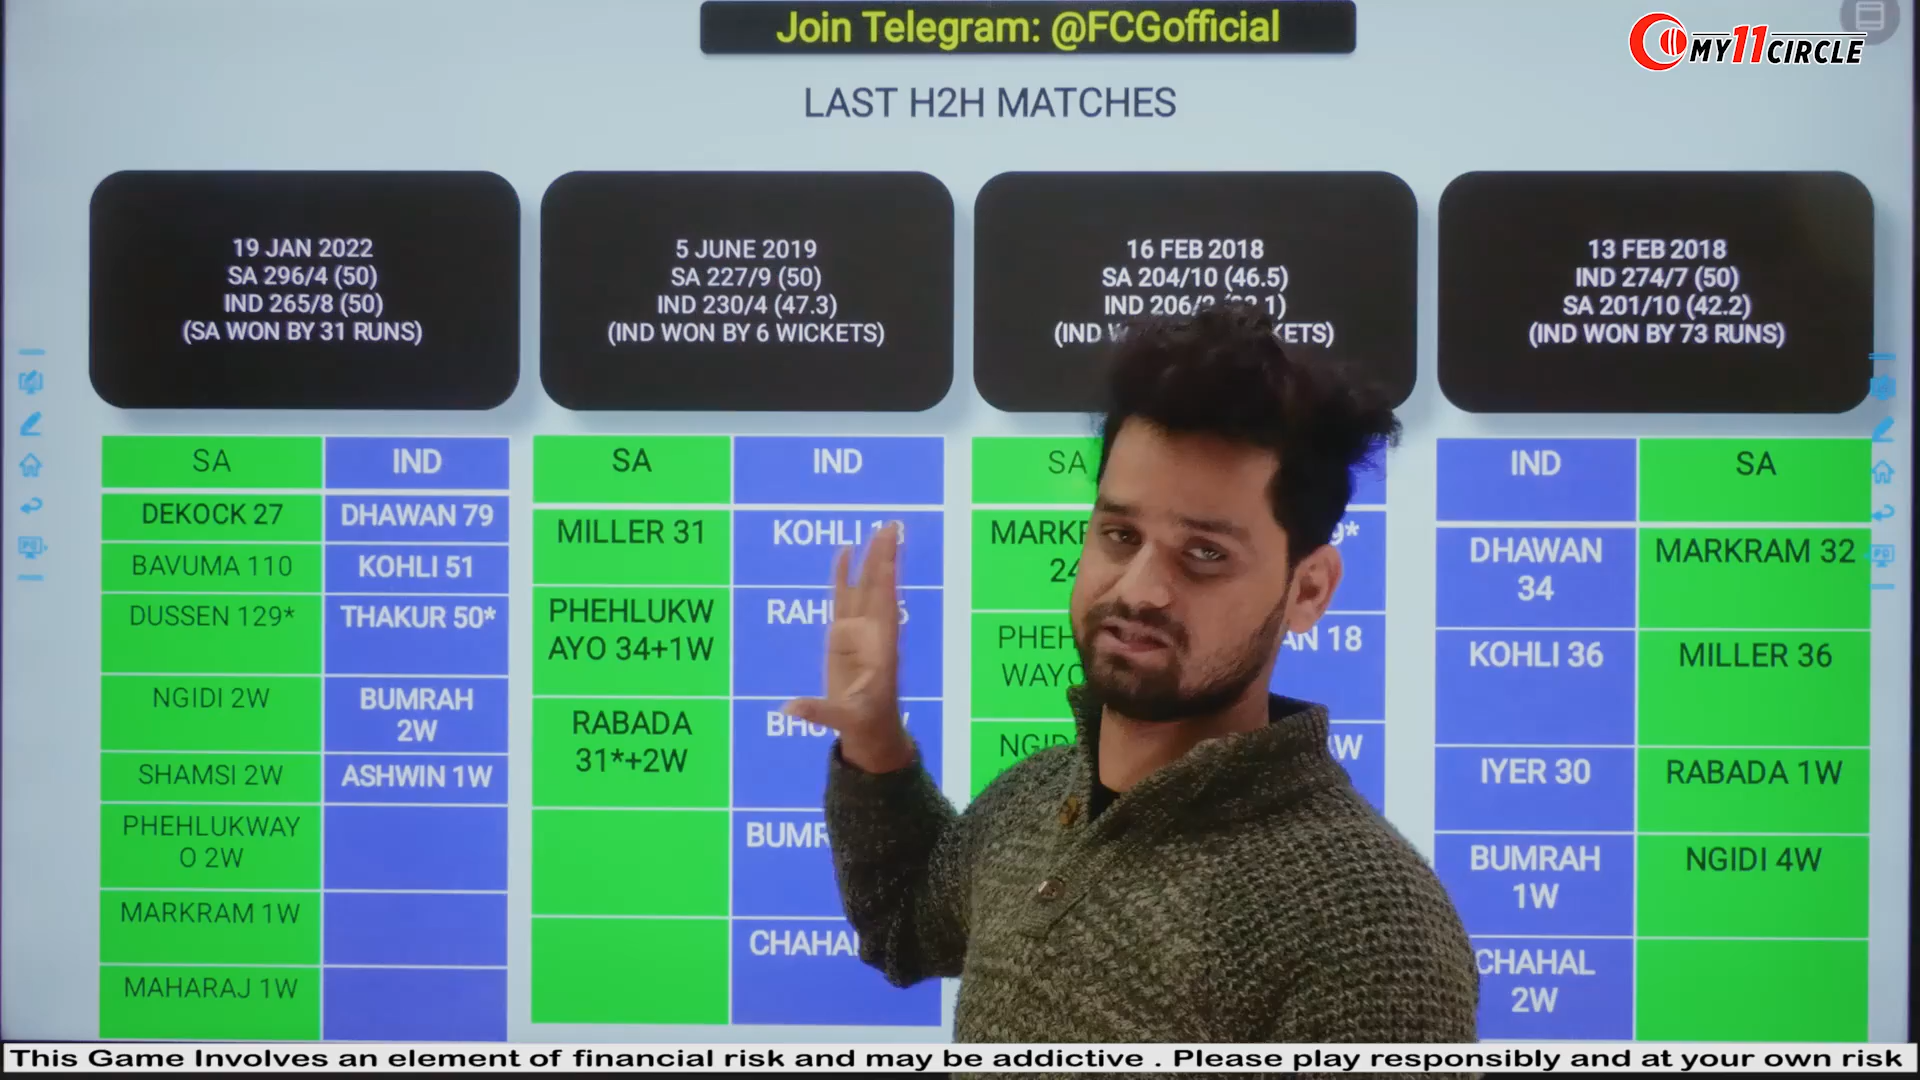 Join Telegram: @FCGofficial
MY11CIRCLE
LAST H2H MATCHES
19 JAN 2022
SA 296/4 (50)
IND 265/8 (50)
(SA WON BY 31 RUNS)
5 JUNE 2019
SA 227/9 (50)
IND 230/4 (47.3)
(IND WON BY 6 WICKETS)
16 FEB 2018
SA 204/10 (46.5)
(IND
13 FEB 2018
IND 274/7 (50)
SA 201/10 (42.2)
(IND WON BY 73 RUNS)
SA
IND
DEKOCK 27
DHAWAN 79
BAVUMA 110
KOHLI 51
DUSSEN 129*
THAKUR 50*
NGIDI 2W
BUMRAH
2W
SHAMSI 2W
ASHWIN 1W
PHEHLUKWAY
O 2W
MARKRAM 1W
MAHARAJ 1W
SA
IND
MILLER 31
KOHLI
PHEHLUKW
AYO 34+1W
RABADA
31*+2W
SA
IND
SA
DHAWAN
34
MARKRAM 32
KOHLI 36
MILLER 36
IYER 30
RABADA 1W
BUMRAH
1W
NGIDI 4W
CHAHAL
2W
This Game Involves an element of financial risk and may be addictive . Please play responsibly and at your own risk